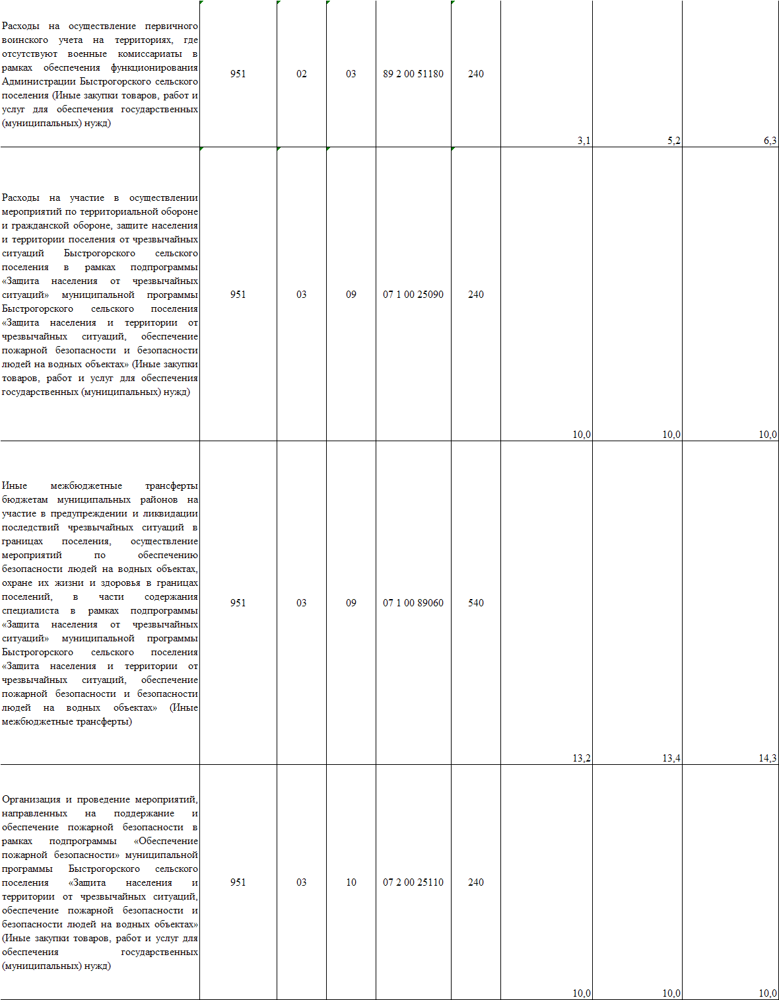 Расходы на осуществление первичного
воинского учета на территориях, где
отсутствуют военные комиссариаты в
рамках обеспечения функционирования
Администрации Быстрогорского сельского
поселения (Иные закупки товаров, работ и
услуг для обеспечения государственных
(муниципальных) нужд)
951 02 03 89 2 00 51180 240
3,1 5,2 6,3
Расходы на участие в осуществлении
мероприятий по территориальной обороне
и гражданской обороне, защите населения
и территории поселения от чрезвычайных
ситуаций Быстрогорского сельского
поселения в рамках подпрограммы
«Защита населения от чрезвычайных
ситуаций» муниципальной программы
Быстрогорского сельского поселения
«Защита населения и территории от
чрезвычайных ситуаций, обеспечение
пожарной безопасности и безопасности
людей на водных объектах» (Иные закупки
товаров, работ и услуг для обеспечения
государственных (муниципальных) нужд)
951 03 09 07 1 00 25090 240
10,0 10,0 10,0
Иные межбюджетные трансферты
бюджетам муниципальных районов на
участие в предупреждении и ликвидации
последствий чрезвычайных ситуаций в
границах поселения, осуществление
мероприятий по обеспечению
безопасности людей на водных объектах,
охране их жизни и здоровья в границах
поселений, в части содержания
специалиста в рамках подпрограммы
«Защита населения от чрезвычайных
ситуаций» муниципальной программы
Быстрогорского сельского поселения
«Защита населения и территории от
чрезвычайных ситуаций, обеспечение
пожарной безопасности и безопасности
людей на водных объектах» (Иные
межбюджетные трансферты)
951 03 09 07 1 00 89060 540
13,2 13,4 14,3
Организация и проведение мероприятий,
направленных на поддержание и
обеспечение пожарной безопасности в
рамках подпрограммы «Обеспечение
пожарной безопасности» муниципальной
программы Быстрогорского сельского
поселения «Защита населения и
территории от чрезвычайных ситуаций,
обеспечение пожарной безопасности и
безопасности людей на водных объектах»
(Иные закупки товаров, работ и услуг для
обеспечения государственных
(муниципальных) нужд)
951 03 10 07 2 00 25110 240
10,0 10,0 10,0